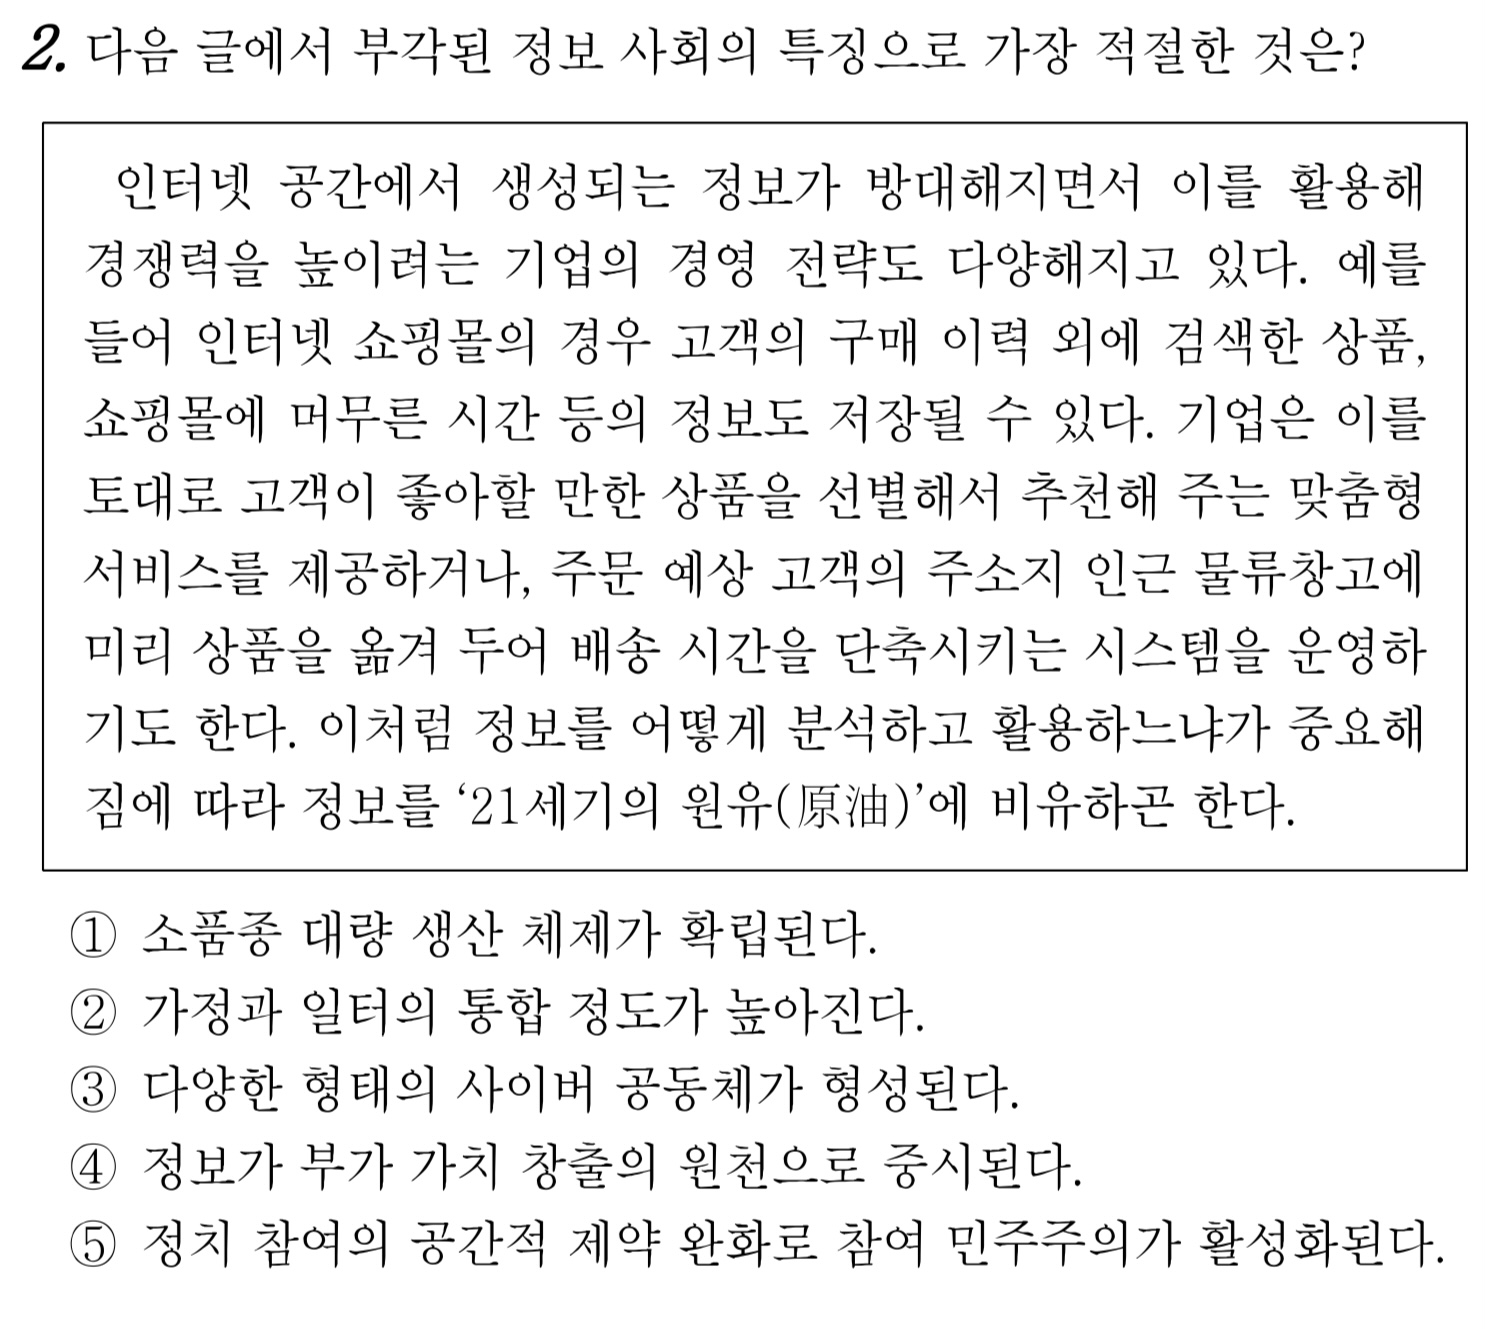 2. 다음 글에서 부각된 정보 사회의 특징으로 가장 적절한 것은?
인터넷 공간에서 생성되는 정보가 방대해지면서 이를 활용해
경쟁력을 높이려는 기업의 경영 전략도 다양해지고 있다. 예를
들어 인터넷 쇼핑몰의 경우 고객의 구매 이력 외에 검색한 상품,
쇼핑몰에 머무른 시간 등의 정보도 저장될 수 있다. 기업은 이를
토대로 고객이 좋아할 만한 상품을 선별해서 추천해 주는 맞춤형
서비스를 제공하거나, 주문 예상 고객의 주소지 인근 물류창고에
미리 상품을 옮겨 두어 배송 시간을 단축시키는 시스템을 운영하
기도 한다. 이처럼 정보를 어떻게 분석하고 활용하느냐가 중요해
짐에 따라 정보를 ‘21세기의 원유(原油)’에 비유하곤 한다.
① 소품종 대량 생산 체제가 확립된다.
② 가정과 일터의 통합 정도가 높아진다.
③ 다양한 형태의 사이버 공동체가 형성된다.
④ 정보가 부가 가치 창출의 원천으로 중시된다.
⑤ 정치 참여의 공간적 제약 완화로 참여 민주주의가 활성화된다.